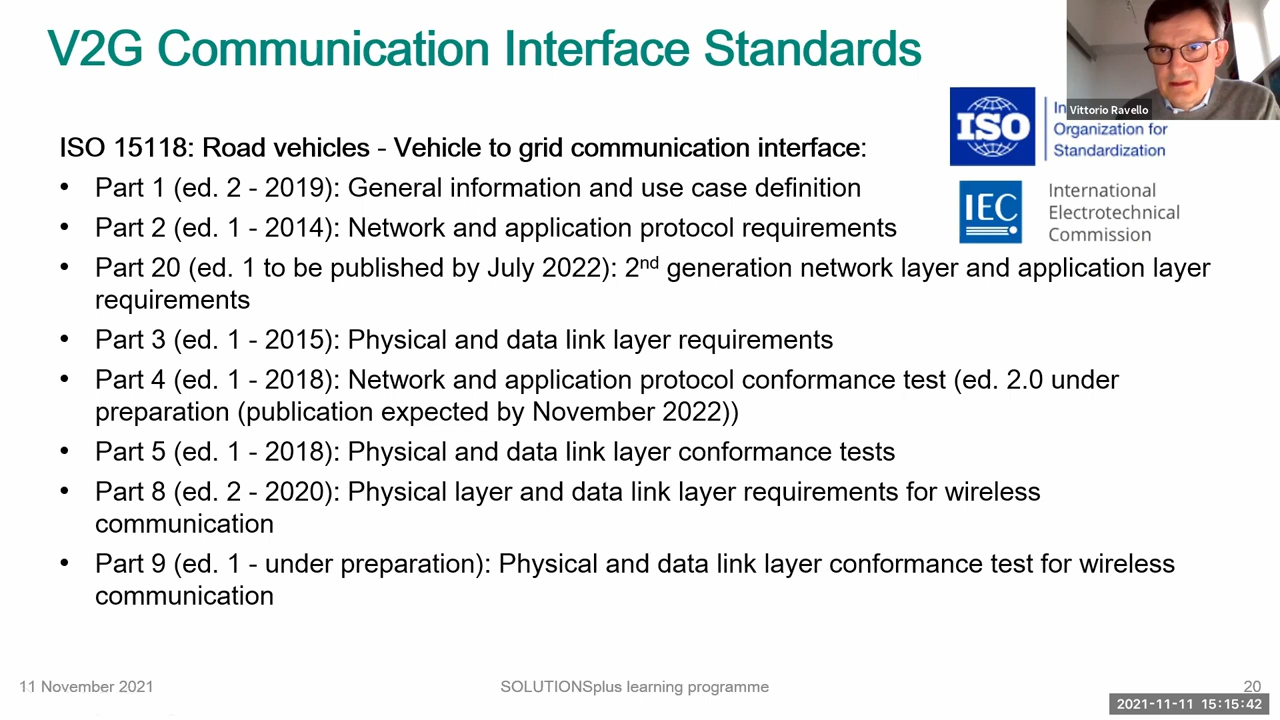 V2G Communication Interface Standards
Vittorio Ravello
ISO
In
Organization for
Standardization
IEC
International
Electrotechnical
Commission
ISO 15118: Road vehicles - Vehicle to grid communication interface:
• Part 1 (ed. 2 - 2019): General information and use case definition
• Part 2 (ed. 1 - 2014): Network and application protocol requirements
• Part 20 (ed. 1 to be published by July 2022): 2nd generation network layer and application layer
requirements
• Part 3 (ed. 1 - 2015): Physical and data link layer requirements
• Part 4 (ed. 1 - 2018): Network and application protocol conformance test (ed. 2.0 under
preparation (publication expected by November 2022))
• Part 5 (ed. 1 - 2018): Physical and data link layer conformance tests
• Part 8 (ed. 2 - 2020): Physical layer and data link layer requirements for wireless
communication
• Part 9 (ed. 1 - under preparation): Physical and data link layer conformance test for wireless
communication
11 November 2021
SOLUTIONSplus learning programme
20
2021-11-11 15:15:42